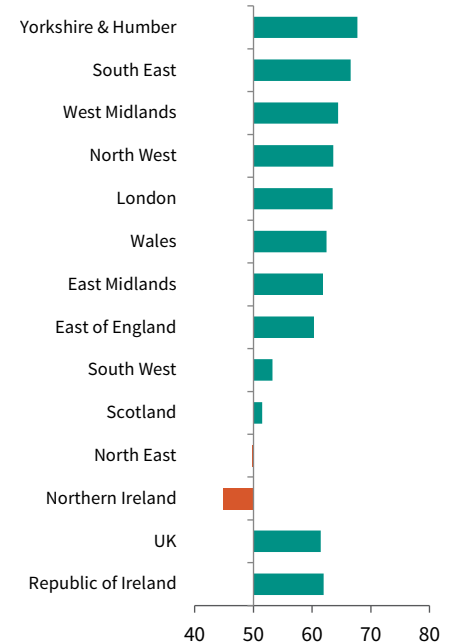 Yorkshire & Humber
South East
West Midlands
North West
London
Wales
East Midlands
East of England
South West
Scotland
North East
Northern Ireland
UK
Republic of Ireland
40 50 60 70 80